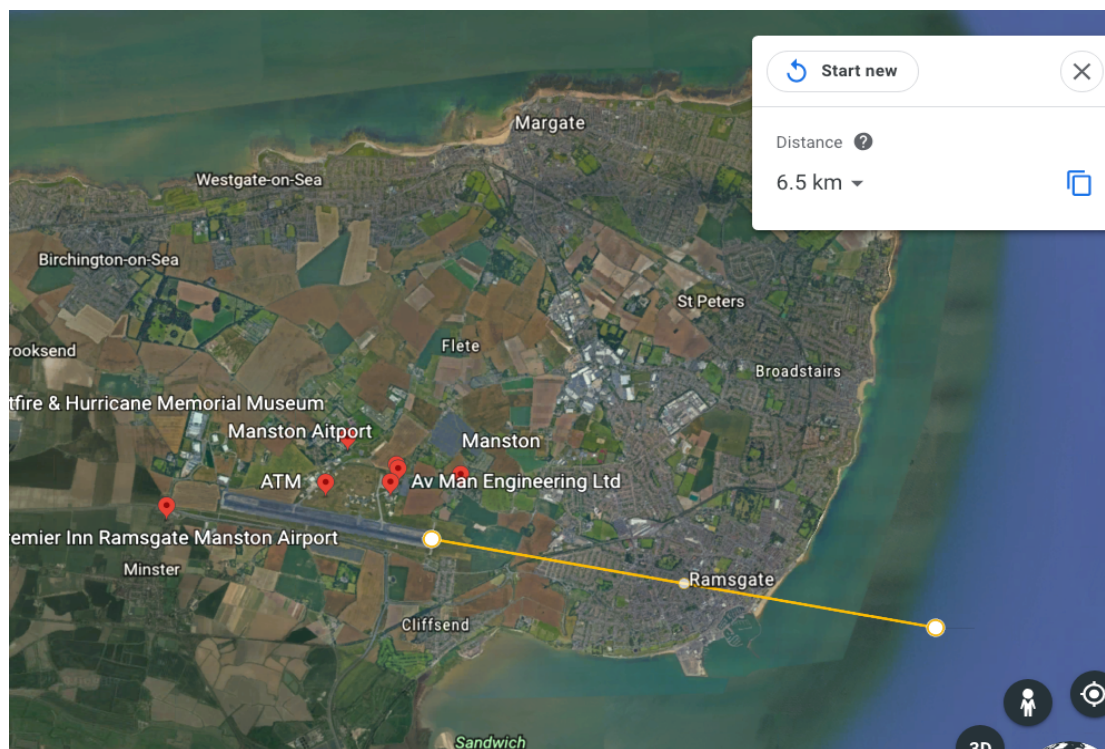 Start new
Distance ?
6.5 km
Margate
Westgate-on-Sea
Birchington-on-Sea
St Peters
Flete
rooksend
Broadstairs
tfire & Hurricane Memorial Museum
Manston Aitport
Manston
ATM
Av Man Engineering Ltd
remier Inn Ramsgate Manston Airport
Minster
Ramsgate
Cliffsend
Sandwich
3D